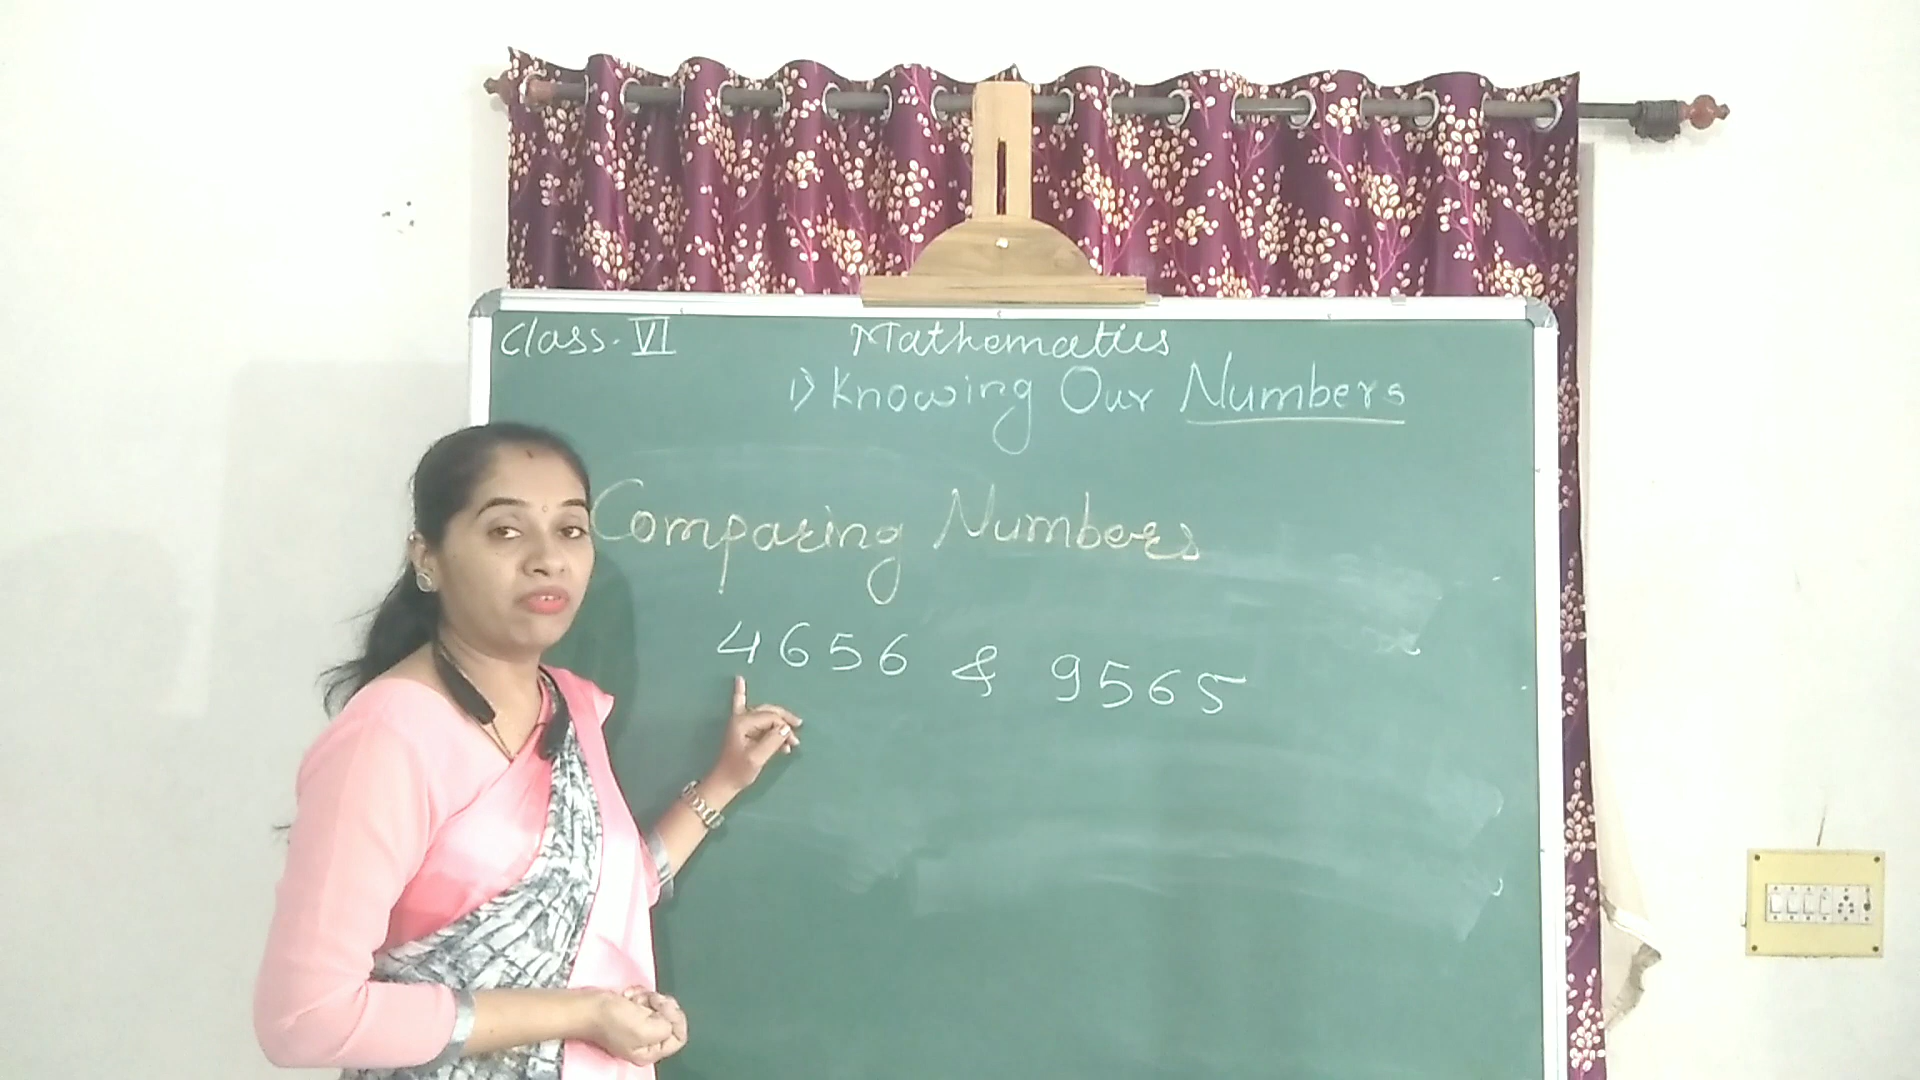 Class. VI
Mathematics
1) Knowing Our Numbers
Comparing Numbers
4656 & 9565